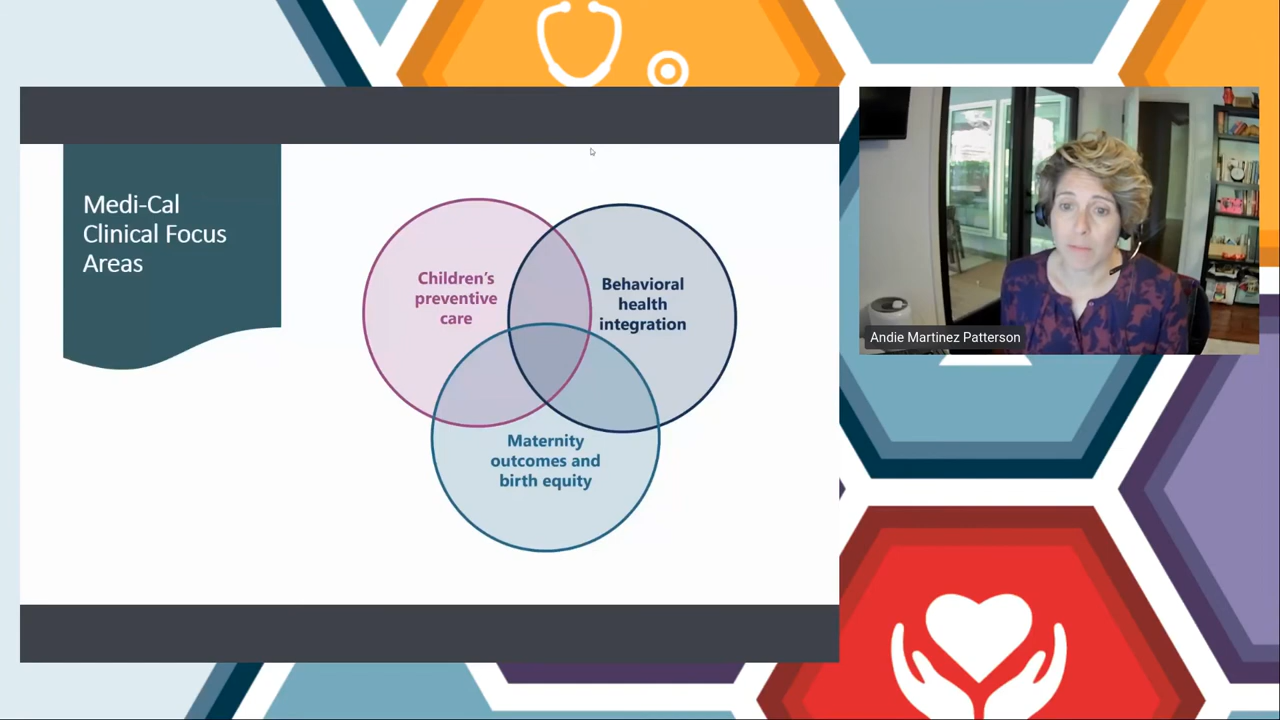 Medi-Cal
Clinical Focus
Areas
Children's
preventive
care
Behavioral
health
integration
Maternity
outcomes and
birth equity
Andie Martinez Patterson